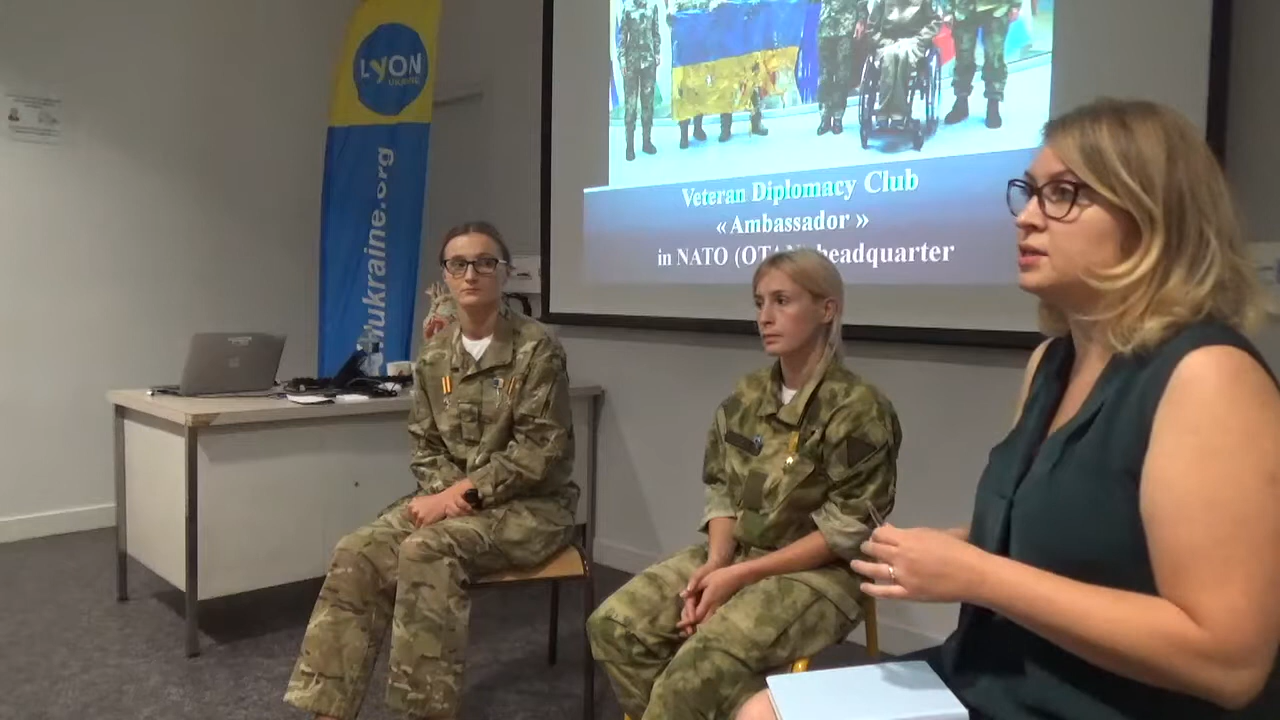 LYON
UKRAINE
ukraine.org
Veteran Diplomacy Club
« Ambassador »
in NATO (OTAN) headquarter